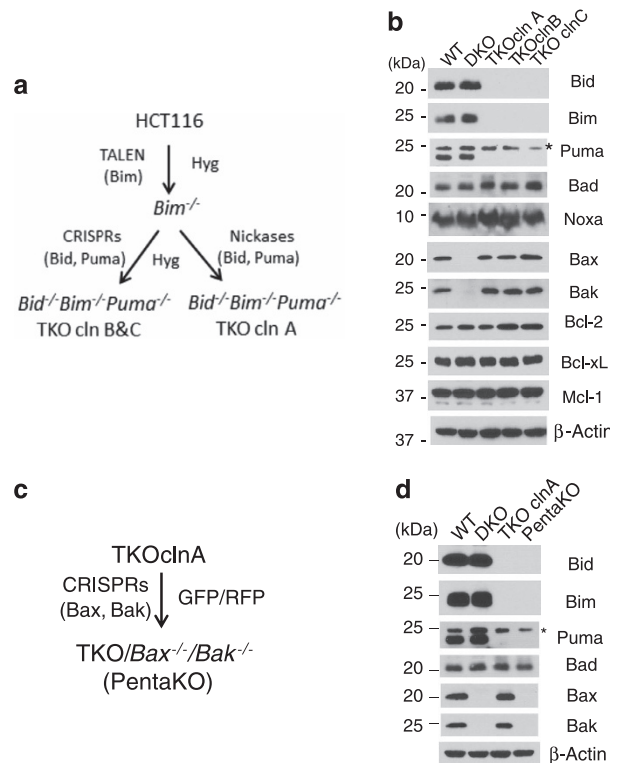 a
HCT116
TALEN
(Bim)
Hyg
Bim-/-
CRISPRs
(Bid, Puma)
Hyg
Nickases
(Bid, Puma)
Bid-/-Bim-/-Puma-/-
TKO cln B&C
Bid-/-Bim-/-Puma-/-
TKO cln A
b
(kDa) WT DKO TKOcln A TKOclnB TKO clnC
20 - Bid
25 - Bim
25 - * Puma
20 - Bad
10 - Noxa
20 - Bax
25 - Bak
25 - Bcl-2
25 - Bcl-xL
37 - Mcl-1
37 - β-Actin
c
TKOclnA
CRISPRs
(Bax, Bak)
GFP/RFP
TKO/Bax-/-/Bak-/-
(PentaKO)
d
(kDa) WT DKO TKO clnA PentaKO
20 – Bid
25 – Bim
25 – * Puma
20 – Bad
20 – Bax
25 – Bak
β-Actin